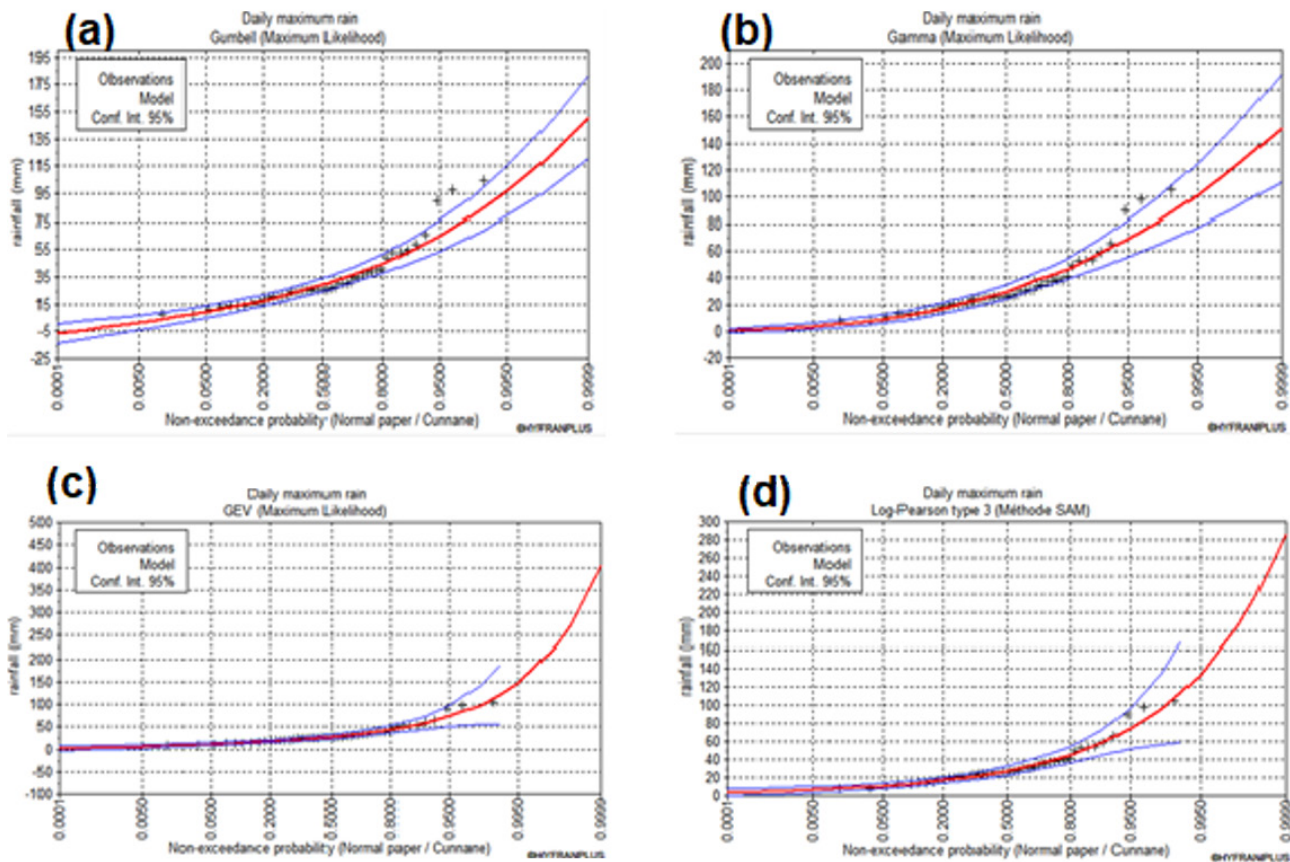 (a)
Daily maximum rain
Gumbell (Maximum Likelihood)
Observations
Model
Conf. Int. 95%
195
175
155
135
115
95
75
55
35
15
-5
-25
rainfall (mm)
0.0001
0.0050
0.0500
0.2000
0.5000
0.8000
0.9500
0.9950
0.9999
Non-exceedance probability (Normal paper / Cunnane)
©HYFRANPLUS
(b)
Daily maximum rain
Gamma (Maximum Likelihood)
Observations
Model
Conf. Int. 95%
200
180
160
140
120
100
80
60
40
20
0
-20
rainfall (mm)
0.0001
0.0050
0.0500
0.2000
0.5000
0.8000
0.9500
0.9950
0.9999
Non-exceedance probability (Normal paper / Cunnane)
©HYFRANPLUS
(c)
Daily maximum rain
GEV (Maximum Likelihood)
Observations
Model
Conf. Int. 95%
500
450
400
350
300
250
200
150
100
50
0
-50
-100
rainfall (mm)
0.0001
0.0050
0.0500
0.2000
0.5000
0.8000
0.9500
0.9950
0.9999
Non-exceedance probability (Normal paper / Cunnane)
©HYFRANPLUS
(d)
Daily maximum rain
Log-Pearson type 3 (Méthode SAM)
Observations
Model
Conf. Int. 95%
300
280
260
240
220
200
180
160
140
120
100
80
60
40
20
0
rainfall (mm)
0.0001
0.0050
0.0500
0.2000
0.5000
0.8000
0.9500
0.9950
0.9999
Non-exceedance probability (Normal paper / Cunnane)
©HYFRANPLUS